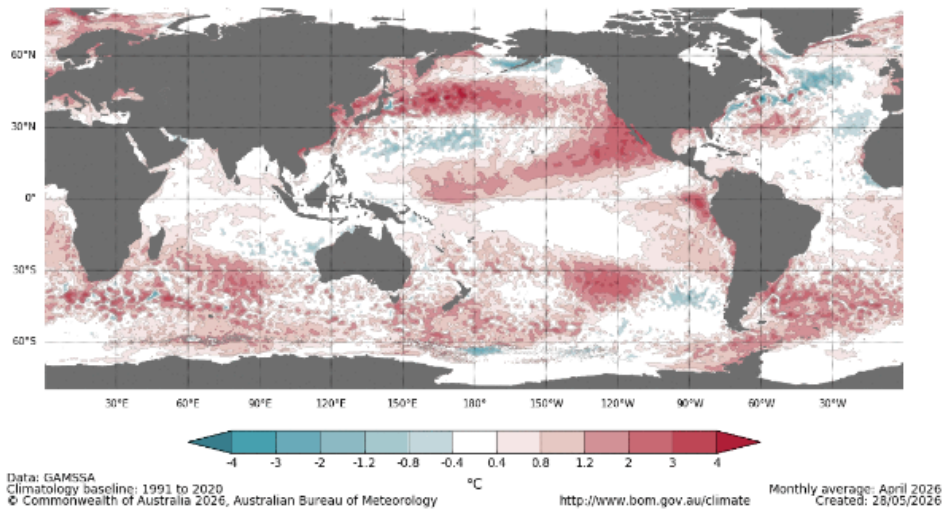 60°N
30°N
0°
30°S
60°S
30°E 60°E 90°E 120°E 150°E 180° 150°W 120°W 90°W 60°W 30°W
-4 -3 -2 -1.2 -0.8 -0.4 0.4 0.8 1.2 2 3 4
°C
Data: GAMSSA
Climatology baseline: 1991 to 2020
© Commonwealth of Australia 2026, Australian Bureau of Meteorology
http://www.bom.gov.au/climate
Monthly average: April 2026
Created: 28/05/2026